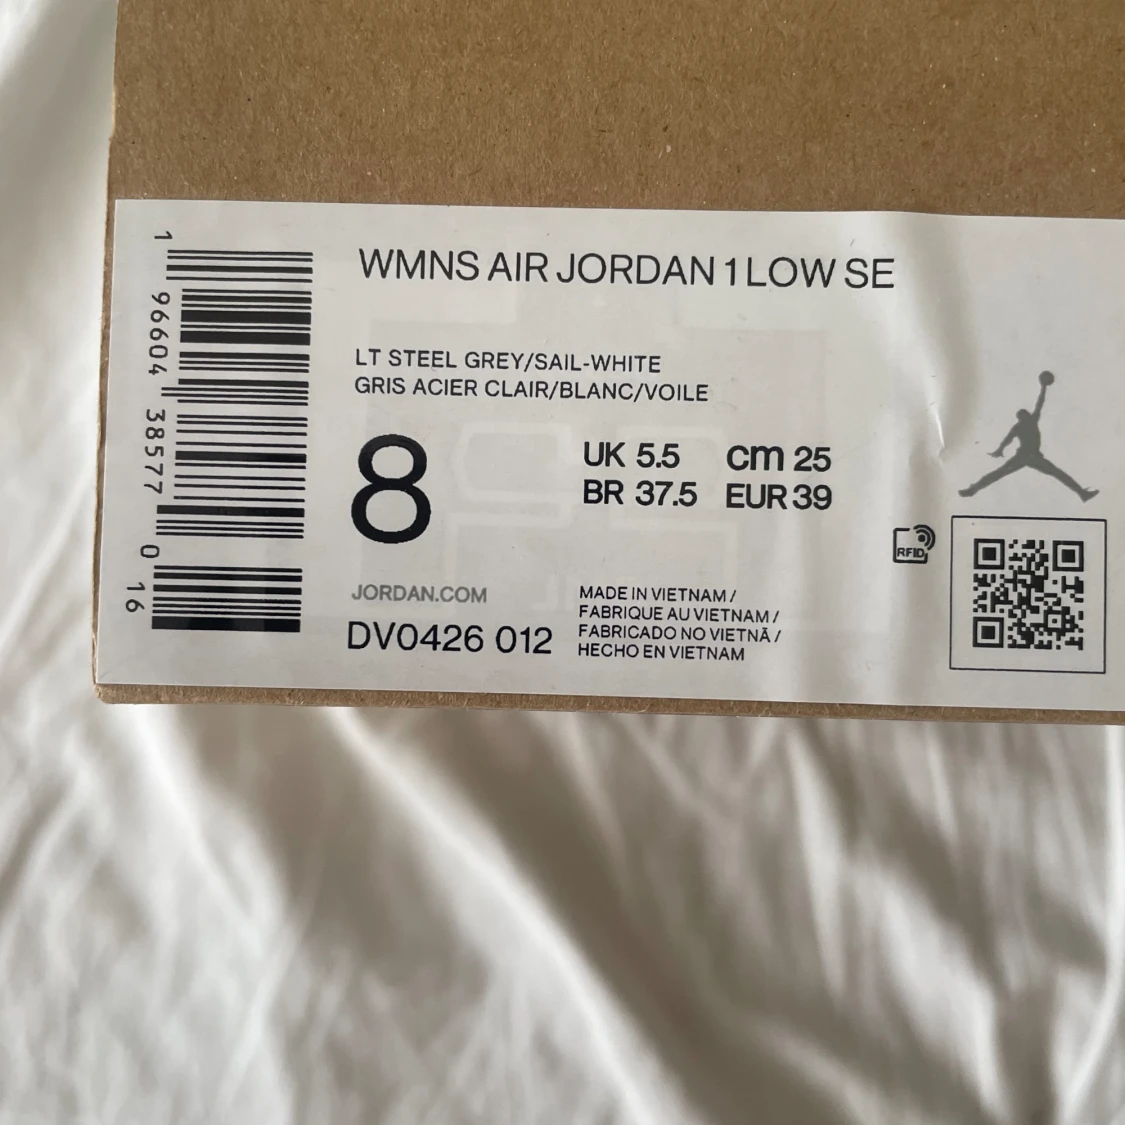 WMNS AIR JORDAN 1 LOW SE
LT STEEL GREY/SAIL-WHITE
GRIS ACIER CLAIR/BLANC/VOILE
8
UK 5.5 cm 25
BR 37.5 EUR 39
RFID
JORDAN.COM
DV0426 012
MADE IN VIETNAM /
FABRIQUE AU VIETNAM /
FABRICADO NO VIETNÃ /
HECHO EN VIETNAM
1 96604 38577 0 16